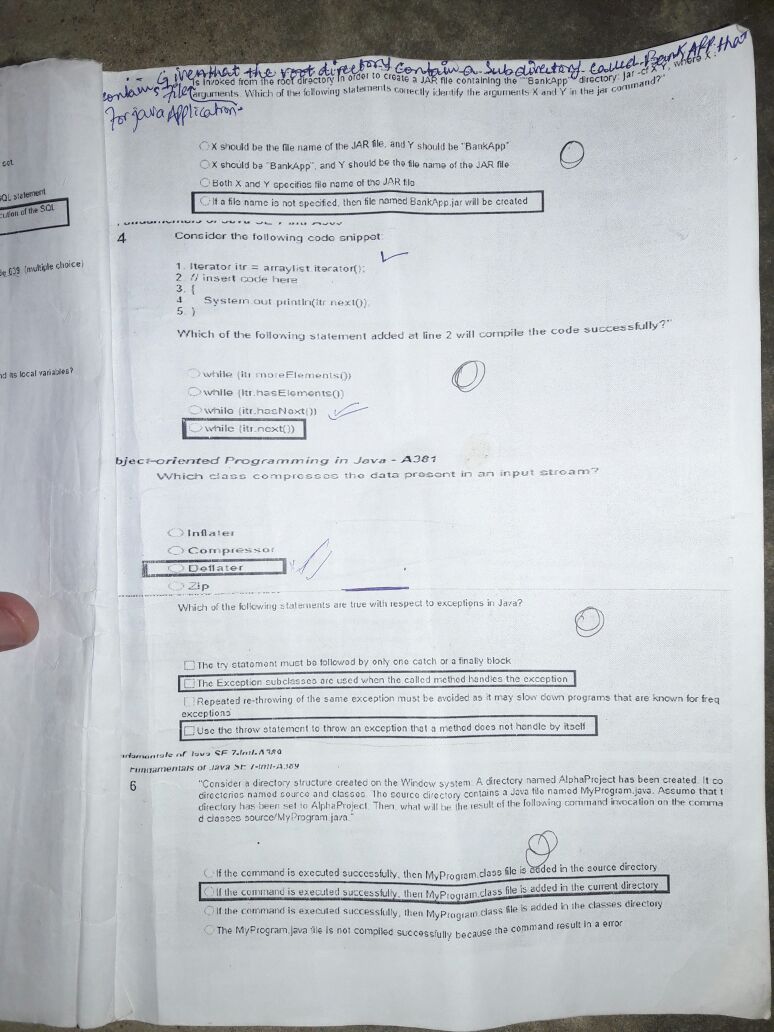 Given that the root directory contain a subdirectory called BankApp that
contains files
is invoked from the root directory in order to create a JAR file containing the "BankApp" directory: jar -cf X Y, where X
arguments. Which of the following statements correctly identify the arguments X and Y in the jar command?"
For java Application.
X should be the file name of the JAR file, and Y should be "BankApp"
X should be "BankApp", and Y should be the file name of the JAR file
Both X and Y specifies file name of the JAR file
If a file name is not specified, then file named BankApp.jar will be created
4 Consider the following code snippet:
1. Iterator itr = arraylist.iterator();
2. // insert code here
3. {
4. System.out.println(itr.next());
5. }
Which of the following statement added at line 2 will compile the code successfully?"
while (itr.moreElements())
while (itr.hasElements())
while (itr.hasNext())
while (itr.next())
bject-oriented Programming in Java - A381
Which class compresses the data present in an input stream?
Inflater
Compressor
Deflater
Zip
Which of the following statements are true with respect to exceptions in Java?
The try statement must be followed by only one catch or a finally block
The Exception subclasses are used when the called method handles the exception
Repeated re-throwing of the same exception must be avoided as it may slow down programs that are known for freq
exceptions
Use the throw statement to throw an exception that a method does not handle by itself
damentals of Java SE 7-Intl-A389
Fundamentals of Java SE 7-Intl-A389
6 "Consider a directory structure created on the Window system. A directory named AlphaProject has been created. It co
directories named source and classes. The source directory contains a Java file named MyProgram.java. Assume that t
directory has been set to AlphaProject. Then, what will be the result of the following command invocation on the comma
d classes source/MyProgram.java."
If the command is executed successfully, then MyProgram.class file is added in the source directory
If the command is executed successfully, then MyProgram.class file is added in the current directory
If the command is executed successfully, then MyProgram.class file is added in the classes directory
The MyProgram.java file is not compiled successfully because the command result in a error
set
SQL statement
cution of the SQL
de 639 (multiple choice)
nd its local variables?